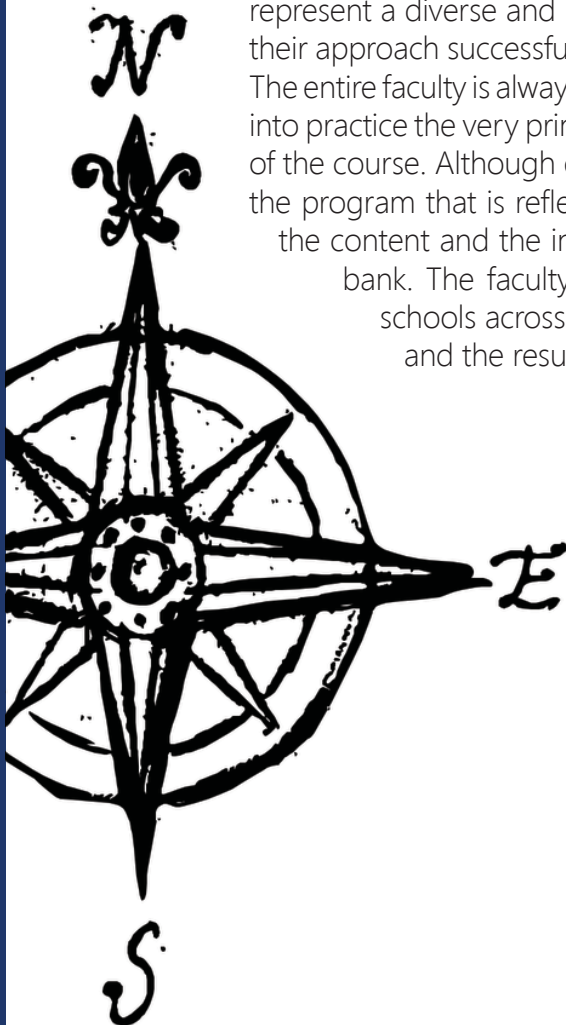 N
represent a diverse and
their approach successfu
The entire faculty is alway
into practice the very prin
of the course. Although
the program that is refle
the content and the in
bank. The faculty
schools across
and the resu
E
S